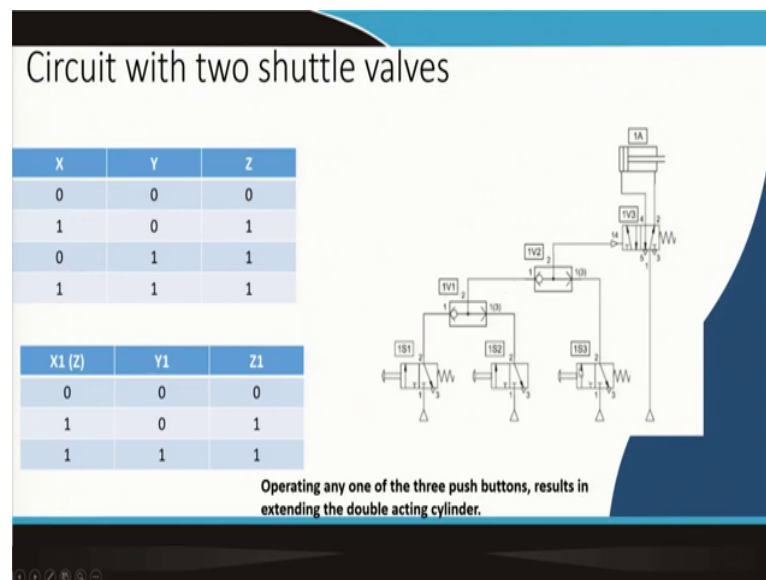 Circuit with two shuttle valves
X Y Z
0 0 0
1 0 1
0 1 1
1 1 1
X1 (Z) Y1 Z1
0 0 0
1 0 1
1 1 1
1A
1V3 4 2
14
5 1 3
1V2 2
1 1(3)
1V1 2
1 1(3)
1S1 2
1 3
1S2 2
1 3
1S3 2
1 3
Operating any one of the three push buttons, results in
extending the double acting cylinder.